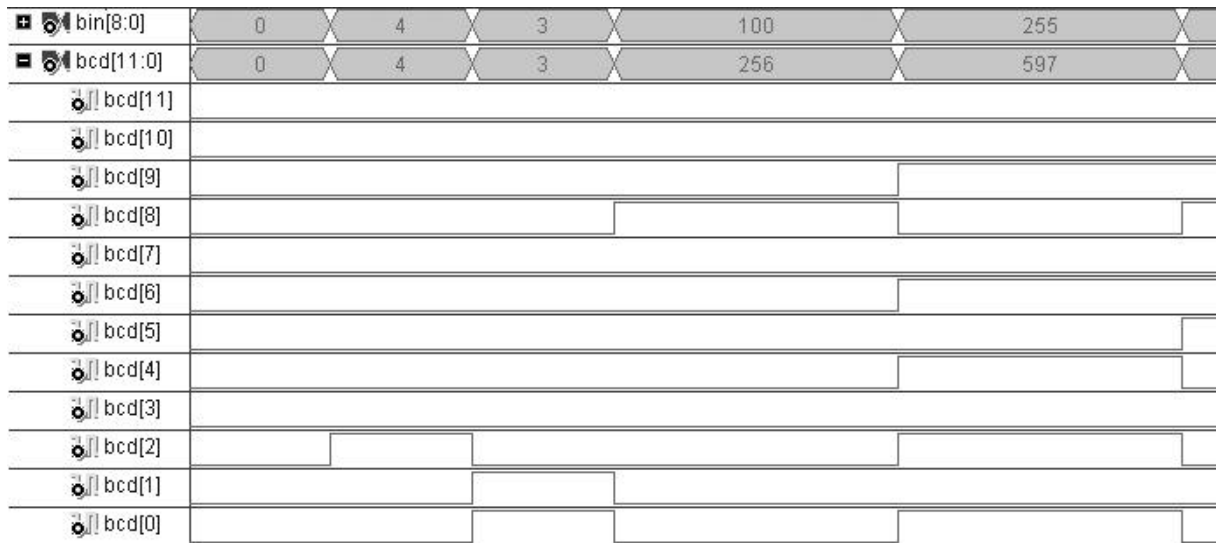 bin[8:0] 0 4 3 100 255
bcd[11:0] 0 4 3 256 597
bcd[11]
bcd[10]
bcd[9]
bcd[8]
bcd[7]
bcd[6]
bcd[5]
bcd[4]
bcd[3]
bcd[2]
bcd[1]
bcd[0]